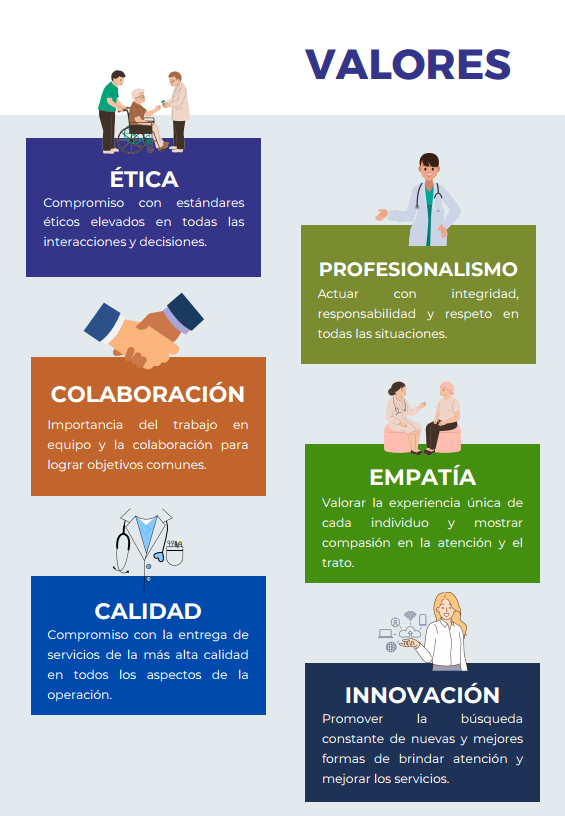 VALORES
ÉTICA
Compromiso con estándares
éticos elevados en todas las
interacciones y decisiones.
PROFESIONALISMO
Actuar con integridad,
responsabilidad y respeto en
todas las situaciones.
COLABORACIÓN
Importancia del trabajo en
equipo y la colaboración para
lograr objetivos comunes.
EMPATÍA
Valorar la experiencia única de
cada individuo y mostrar
compasión en la atención y el
trato.
CALIDAD
Compromiso con la entrega de
servicios de la más alta calidad
en todos los aspectos de la
operación.
INNOVACIÓN
Promover la búsqueda
constante de nuevas y mejores
formas de brindar atención y
mejorar los servicios.